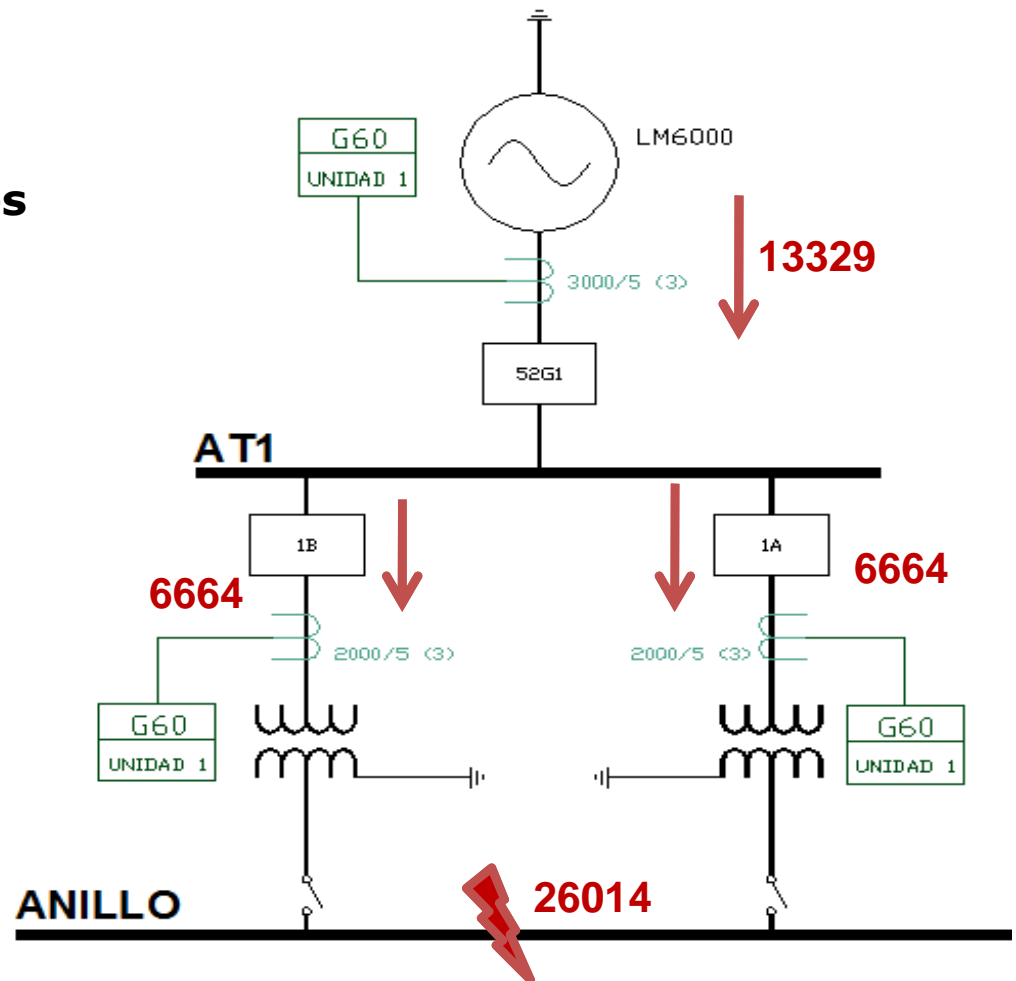 G60
UNIDAD 1
LM6000
s
13329
3000/5 (3)
52G1
AT1
1B
1A
6664
6664
2000/5 (3)
2000/5 (3)
G60
UNIDAD 1
G60
UNIDAD 1
ANILLO
26014